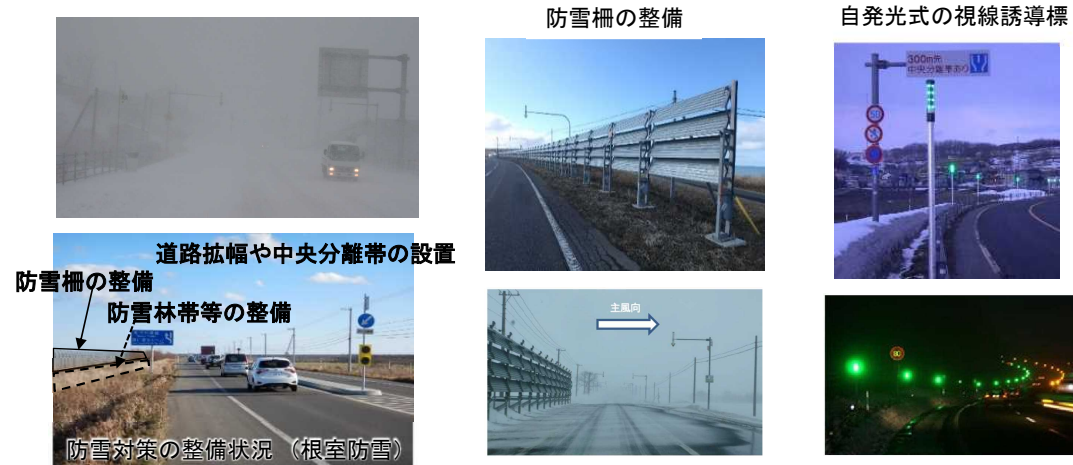 防雪柵の整備
自発光式の視線誘導標
道路拡幅や中央分離帯の設置
防雪柵の整備
防雪林帯等の整備
防雪対策の整備状況 (根室防雪)
主風向
300m先
中央分離帯あり
50
80